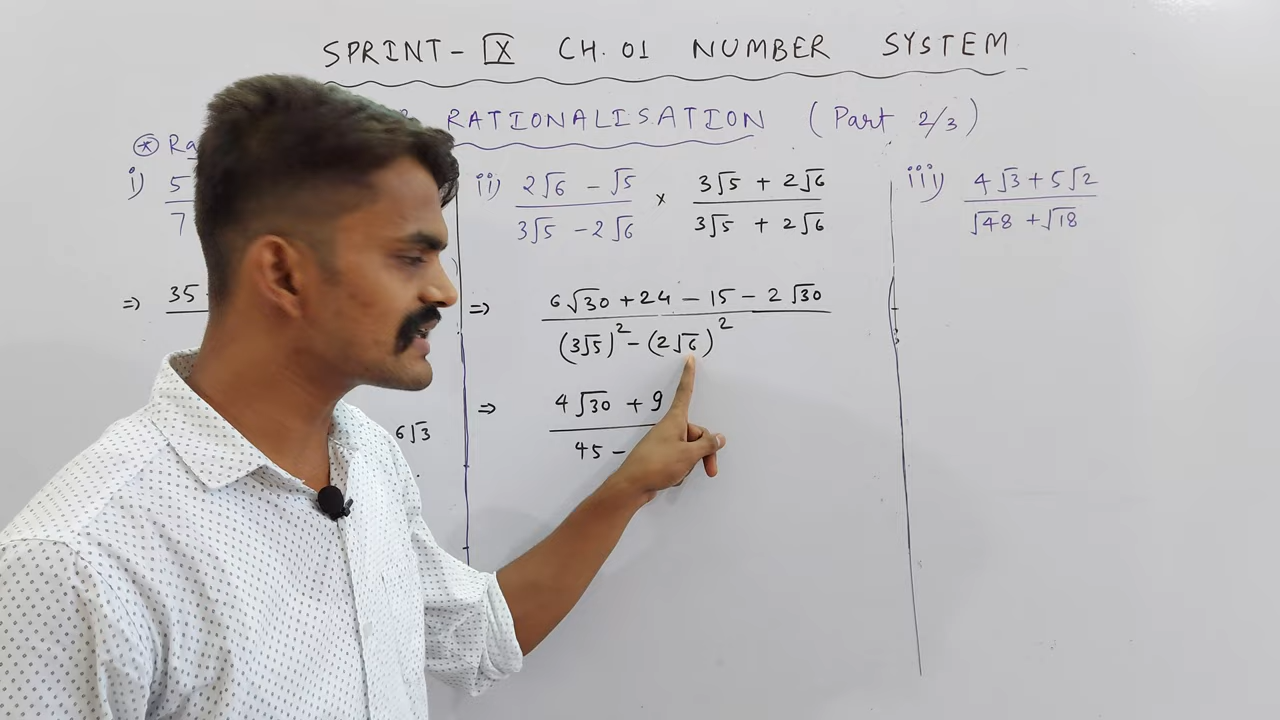 SPRINT-IX CH.01 NUMBER SYSTEM
RATIONALISATION (Part 2/3)
i) 5
7
⇒ 35
6√3
ii) 2√6 - √5 / 3√5 - 2√6 × 3√5 + 2√6 / 3√5 + 2√6
⇒ 6√30 + 24 - 15 - 2√30
(3√5)² - (2√6)²
⇒ 4√30 + 9
45 -
iii) 4√3 + 5√2
√48 + √18